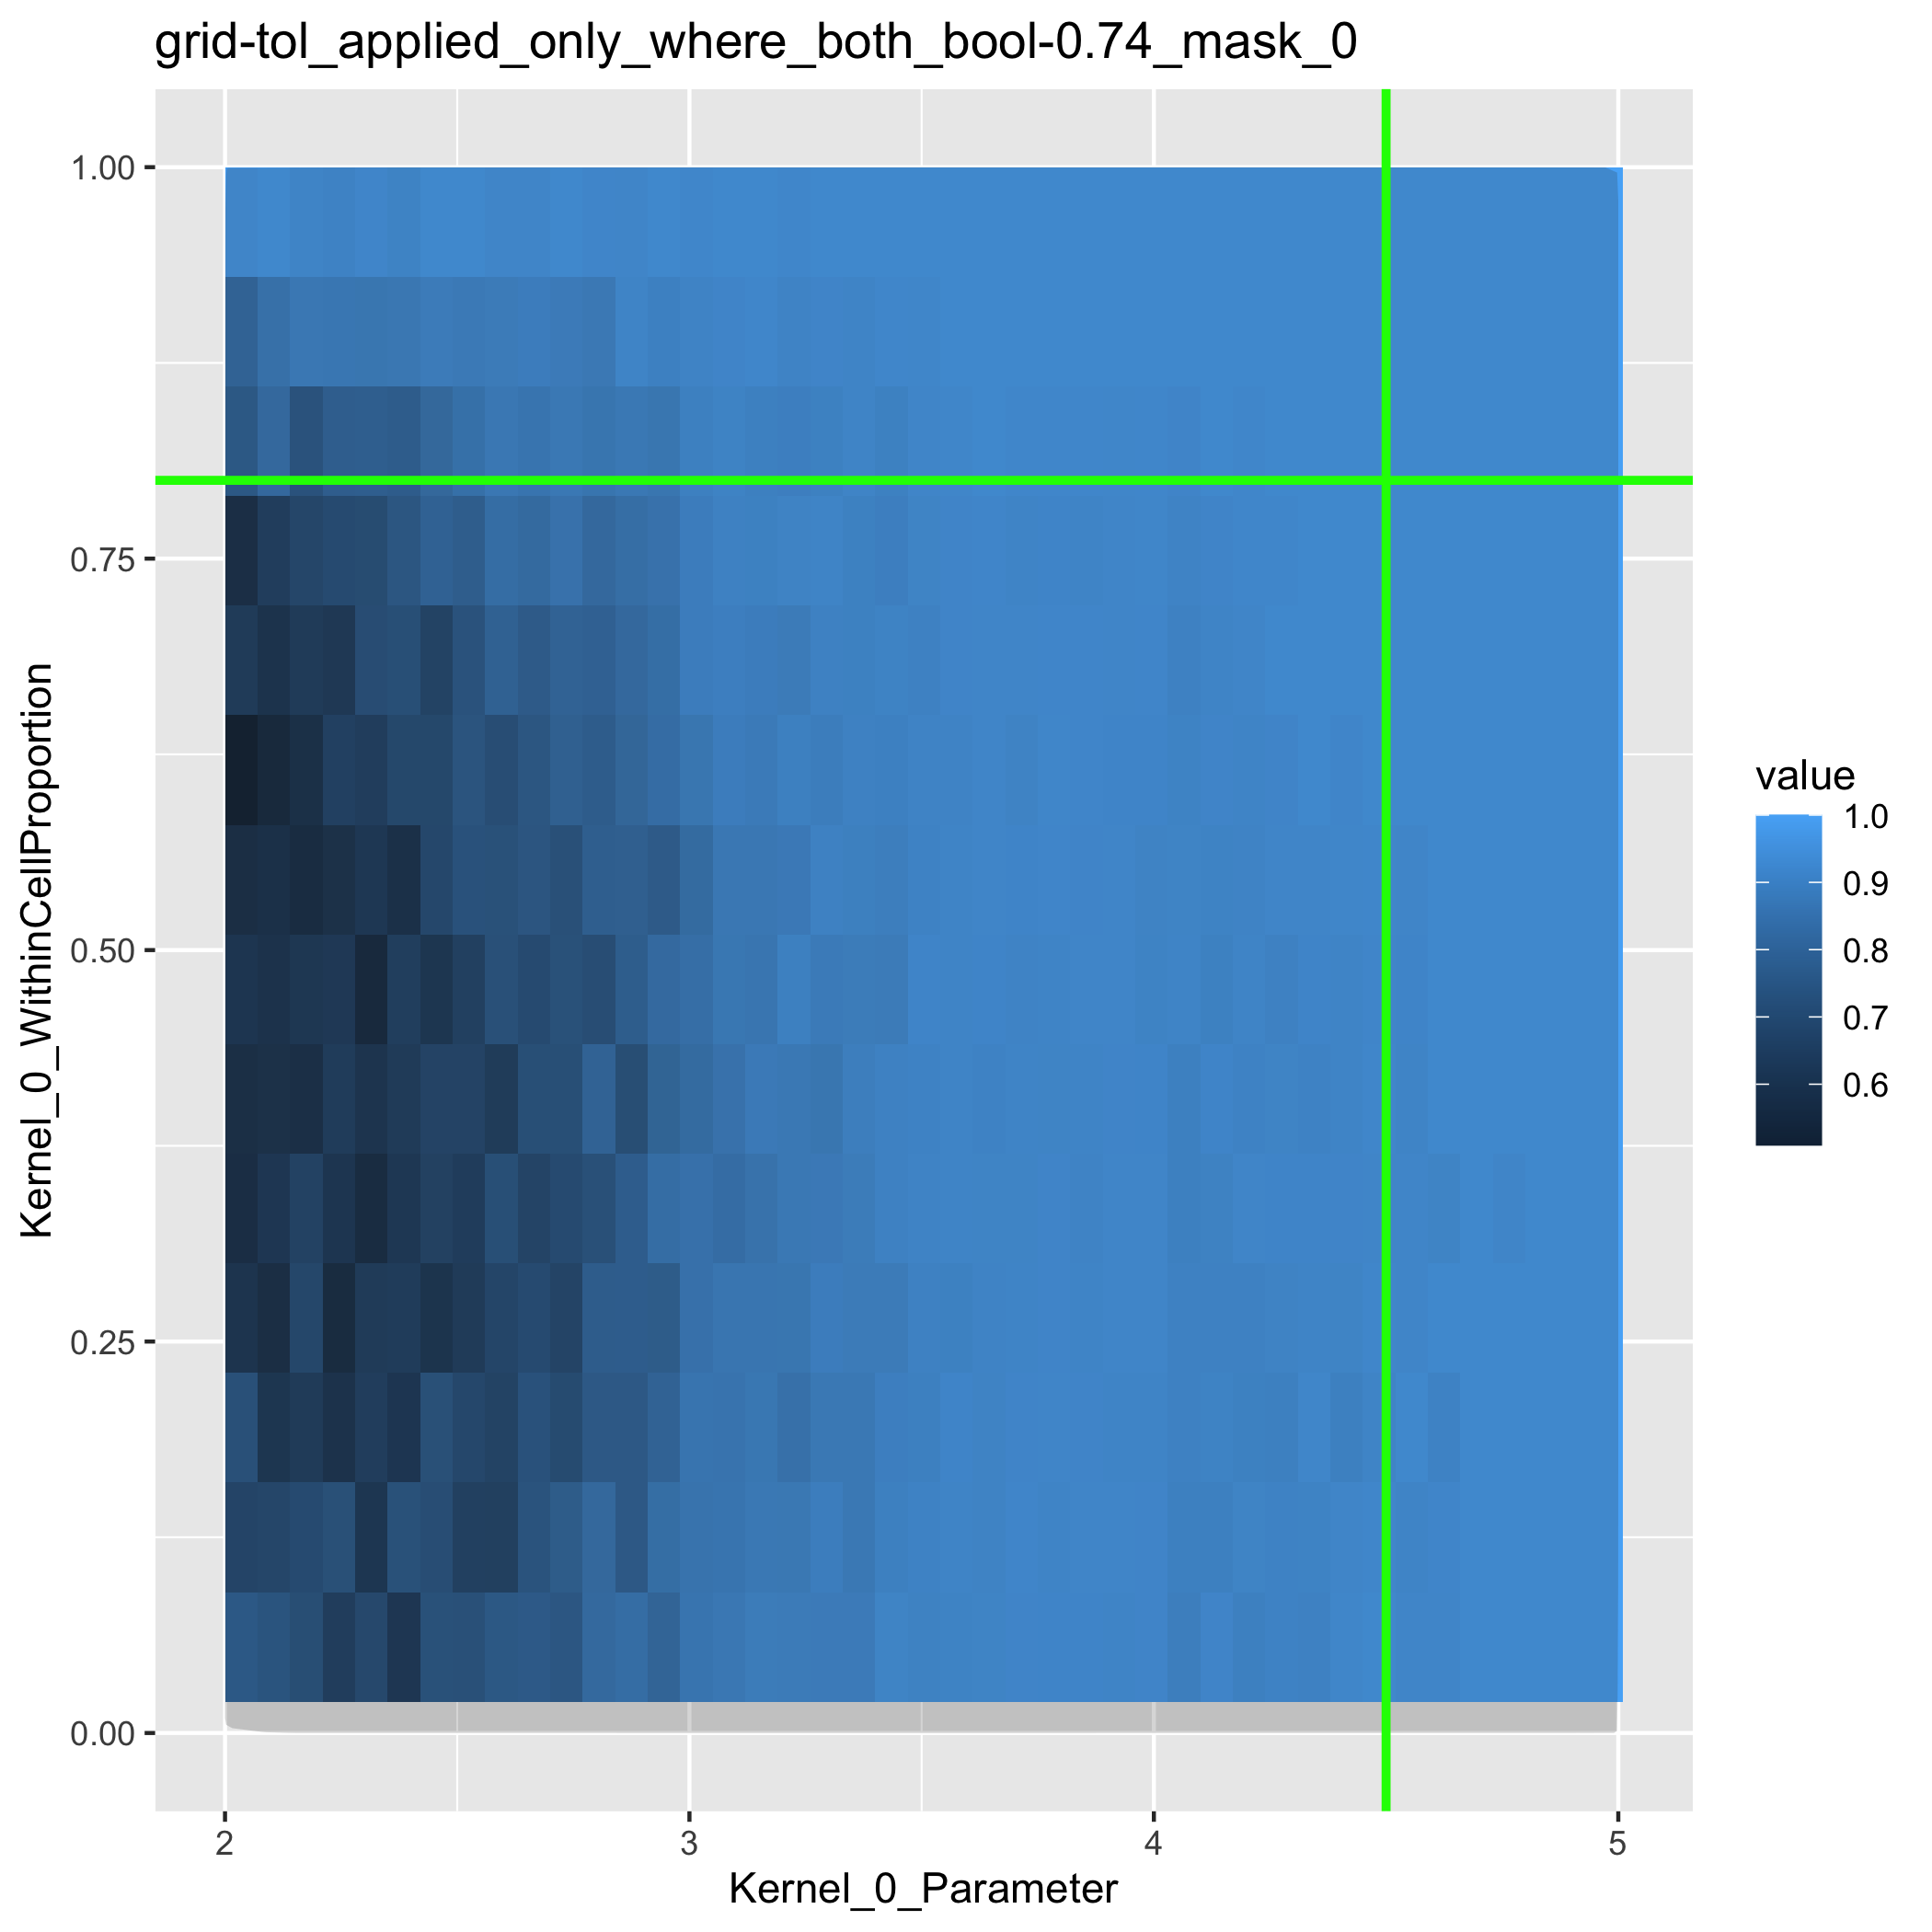 grid-tol_applied_only_where_both_bool-0.74_mask_0
1.00
0.75
0.50
0.25
0.00
Kernel_0_WithinCellProportion
2 3 4 5
Kernel_0_Parameter
value
1.0
0.9
0.8
0.7
0.6